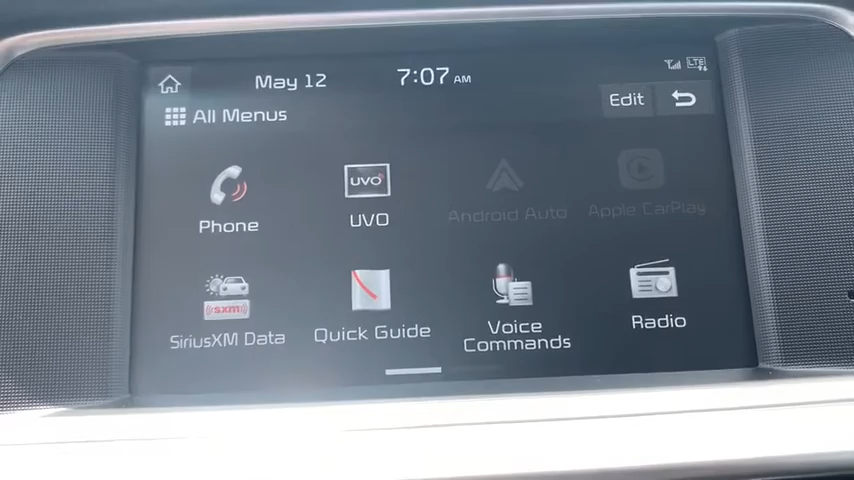 May 12 7:07 AM LTE
All Menus Edit
UVO
Phone UVO Android Auto Apple CarPlay
sxm
SiriusXM Data Quick Guide Voice Commands Radio